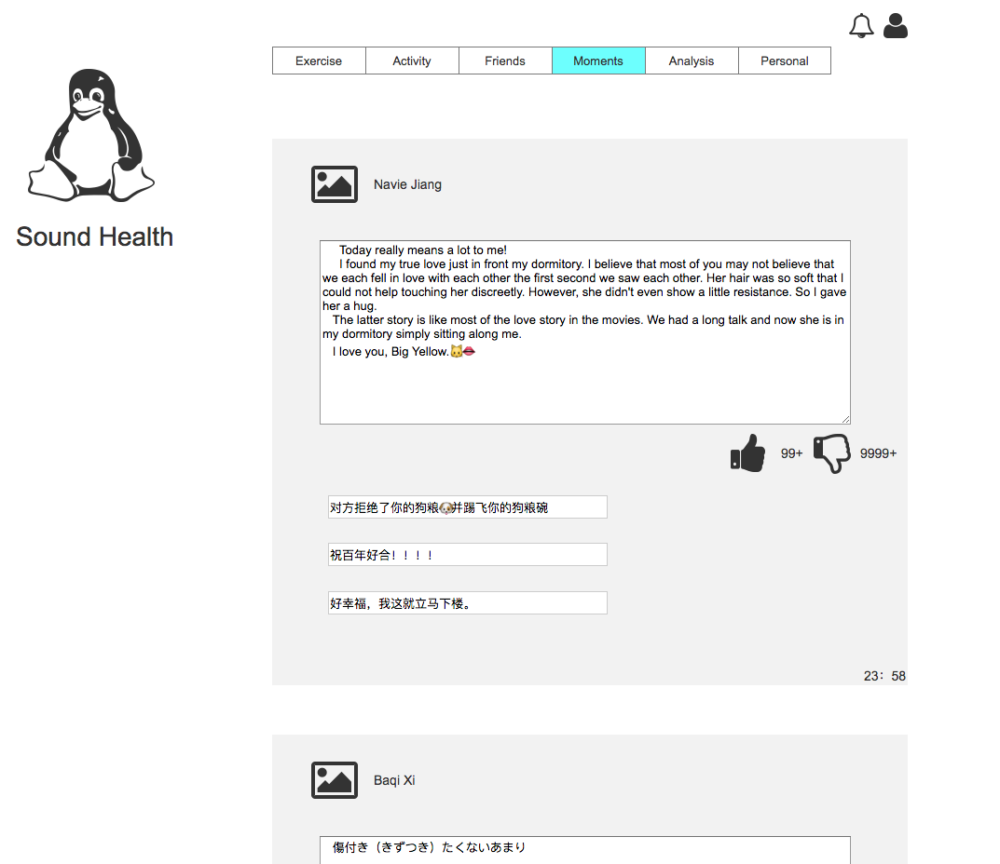 Exercise Activity Friends Moments Analysis Personal
Sound Health
Navie Jiang
Today really means a lot to me!
I found my true love just in front my dormitory. I believe that most of you may not believe that
we each fell in love with each other the first second we saw each other. Her hair was so soft that I
could not help touching her discreetly. However, she didn't even show a little resistance. So I gave
her a hug.
The latter story is like most of the love story in the movies. We had a long talk and now she is in
my dormitory simply sitting along me.
I love you, Big Yellow.🐱👄
99+ 9999+
对方拒绝了你的狗粮🐶并踢飞你的狗粮碗
祝百年好合！！！！
好幸福，我这就立马下楼。
23：58
Baqi Xi
傷付き（きずつき）たくないあまり